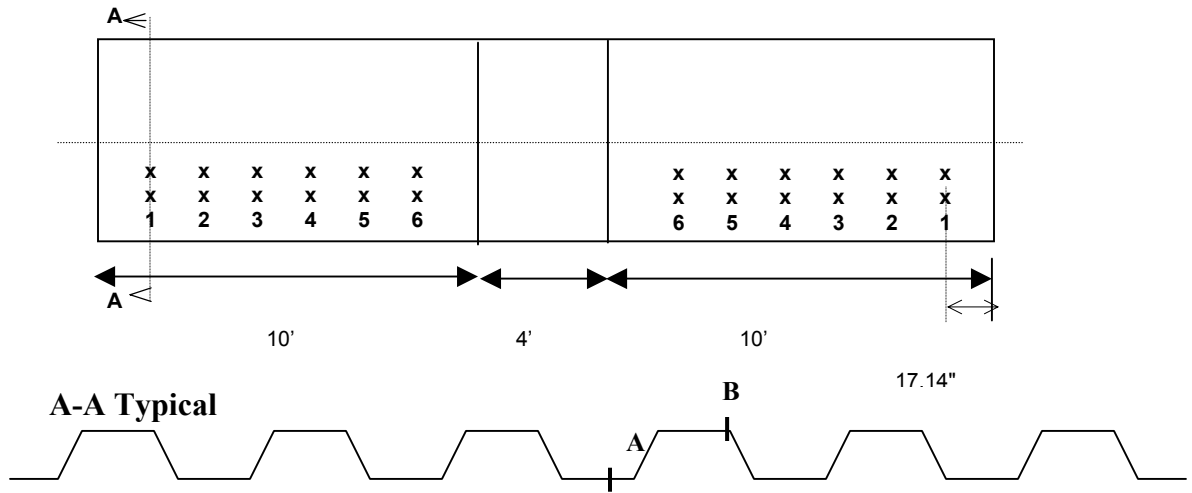 A
x x x x x x x x x x x x
x x x x x x x x x x x x
1 2 3 4 5 6 6 5 4 3 2 1
A
10’ 4’ 10’
17.14"
B
A-A Typical
A